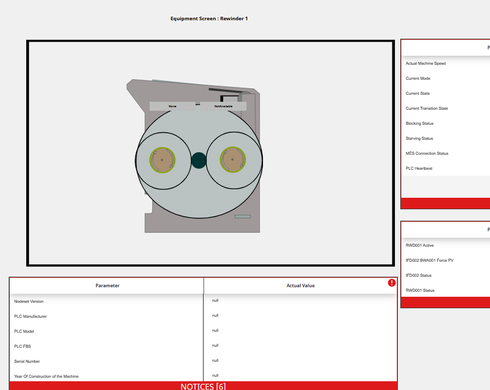 Equipment Screen : Rewinder 1
Actual Machine Speed
Current Mode
Current State
Current Transition State
Blocking Status
Starving Status
MES Connection Status
PLC Heartbeat
RWD001 Active
IFD002 BWA001 Force PV
IFD002 Status
RWD001 Status
Parameter Actual Value
Nodeset Version null
PLC Manufacturer null
PLC Model null
PLC FBS null
Serial Number null
Year Of Construction of the Machine null
NOTICES [6]